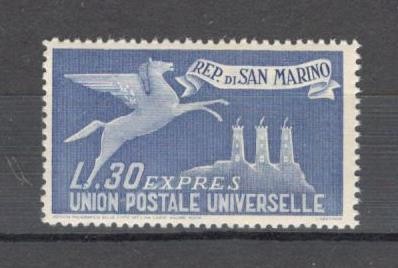 REP. DI SAN MARINO
L. 30 EXPRES
UNION POSTALE UNIVERSELLE